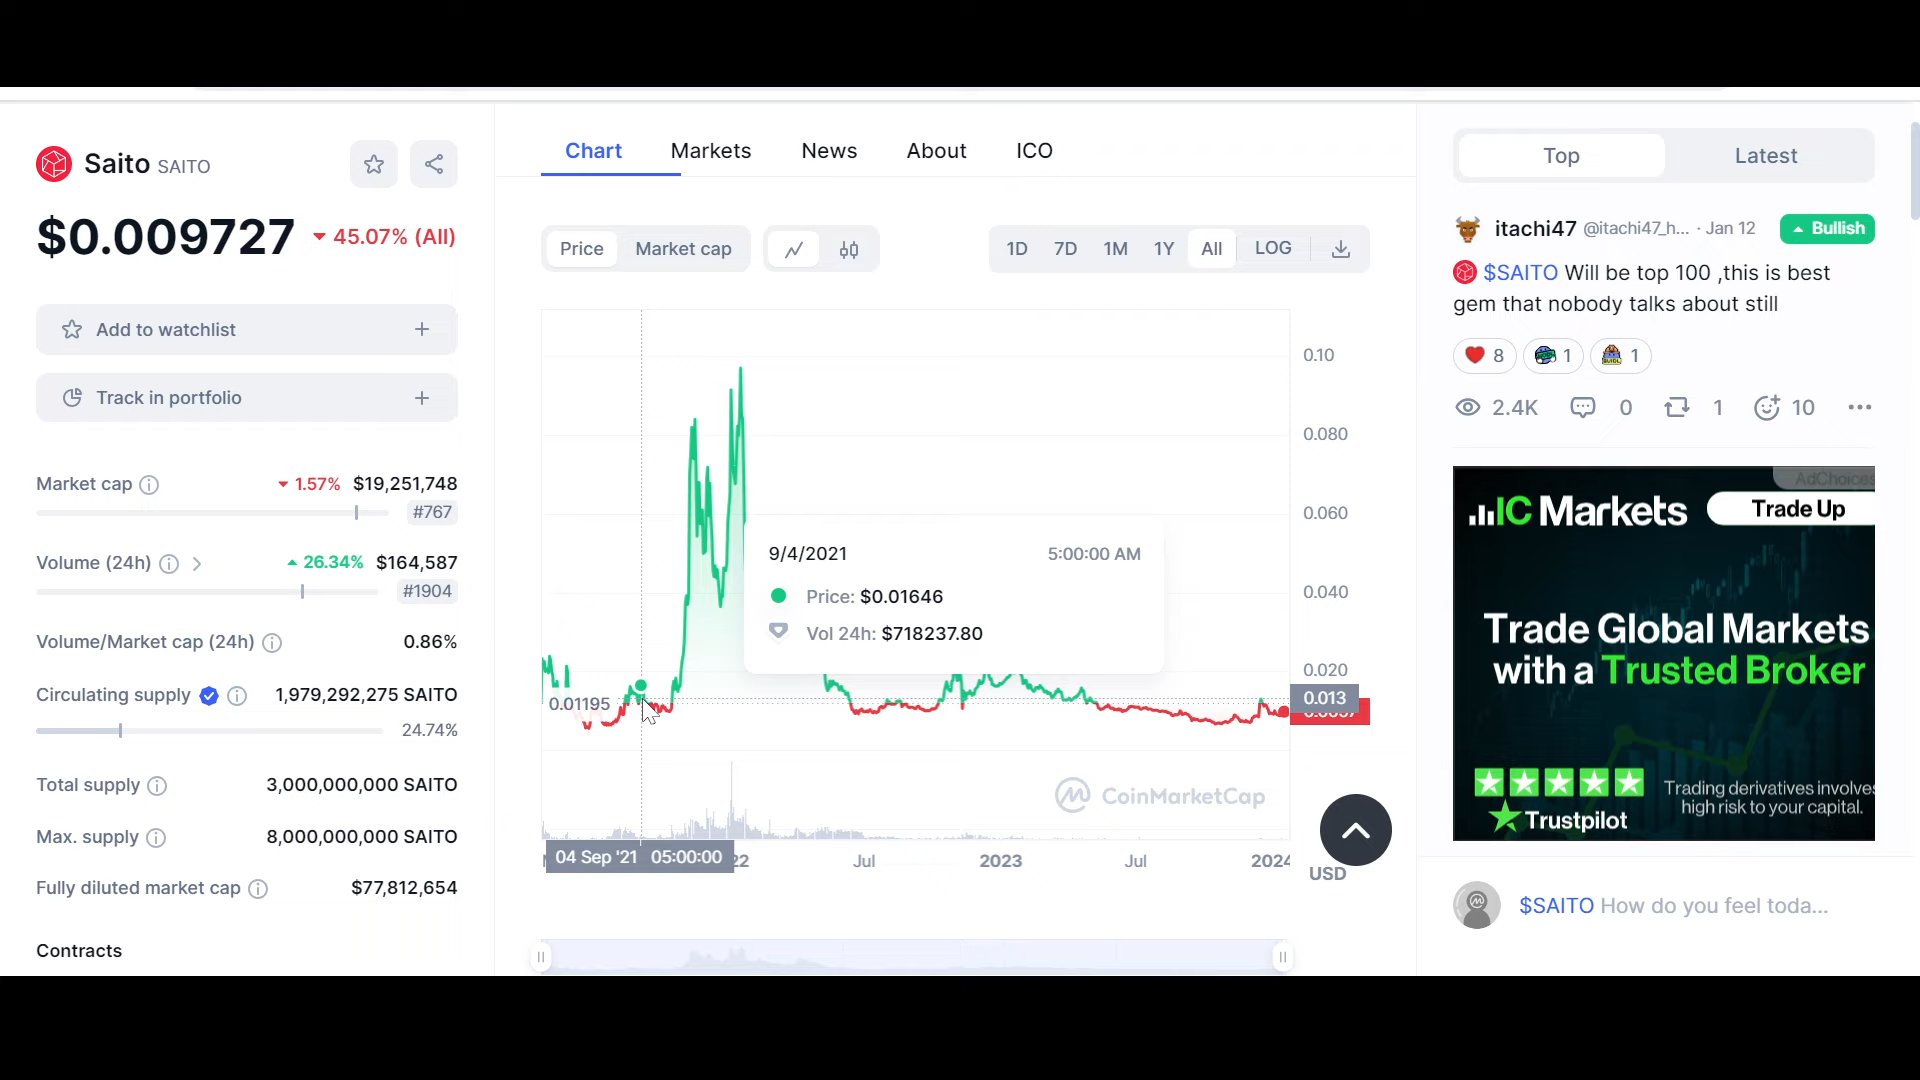 Saito SAITO
$0.009727 45.07% (All)
Add to watchlist
Track in portfolio
Market cap 1.57% $19,251,748
#767
Volume (24h) 26.34% $164,587
#1904
Volume/Market cap (24h) 0.86%
Circulating supply 1,979,292,275 SAITO
24.74%
Total supply 3,000,000,000 SAITO
Max. supply 8,000,000,000 SAITO
Fully diluted market cap $77,812,654
Contracts
Chart Markets News About ICO
Price Market cap 1D 7D 1M 1Y All LOG
0.10
0.080
0.060
0.040
0.020
0.013
0.01195
9/4/2021 5:00:00 AM
Price: $0.01646
Vol 24h: $718237.80
CoinMarketCap
04 Sep '21 05:00:00 Jul 2023 Jul 2024
USD
Top Latest
itachi47 @itachi47_h... · Jan 12 Bullish
$SAITO Will be top 100 ,this is best
gem that nobody talks about still
8 1 1
2.4K 0 1 10
AdChoices
IC Markets Trade Up
Trade Global Markets
with a Trusted Broker
Trading derivatives involves
high risk to your capital.
Trustpilot
$SAITO How do you feel toda...